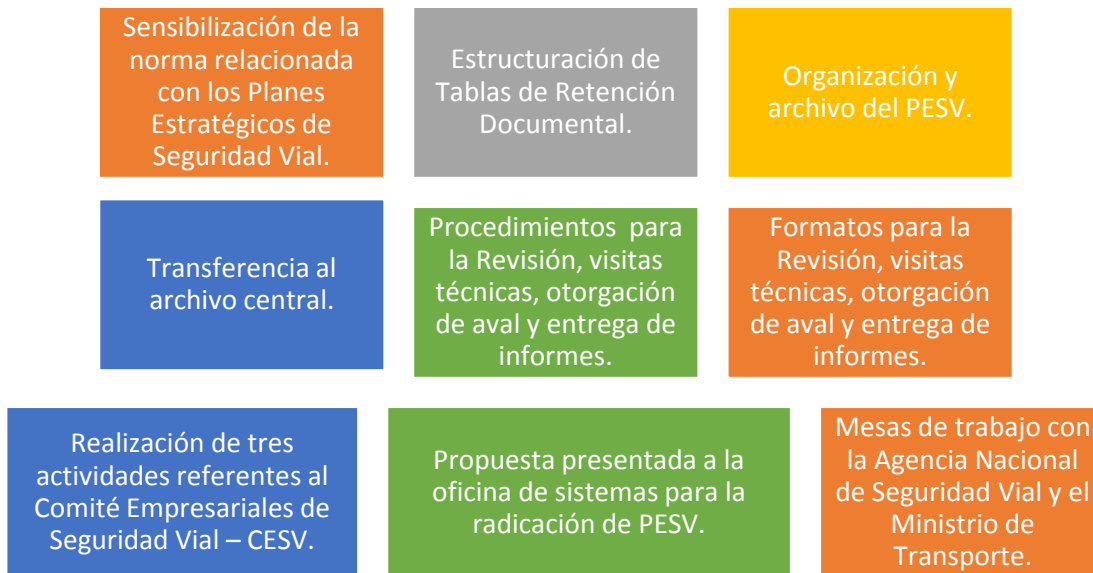 Sensibilización de la
norma relacionada
con los Planes
Estratégicos de
Seguridad Vial.
Estructuración de
Tablas de Retención
Documental.
Organización y
archivo del PESV.
Transferencia al
archivo central.
Procedimientos para
la Revisión, visitas
técnicas, otorgación
de aval y entrega de
informes.
Formatos para la
Revisión, visitas
técnicas, otorgación
de aval y entrega de
informes.
Realización de tres
actividades referentes al
Comité Empresariales de
Seguridad Vial – CESV.
Propuesta presentada a la
oficina de sistemas para la
radicación de PESV.
Mesas de trabajo con
la Agencia Nacional
de Seguridad Vial y el
Ministrio de
Transporte.